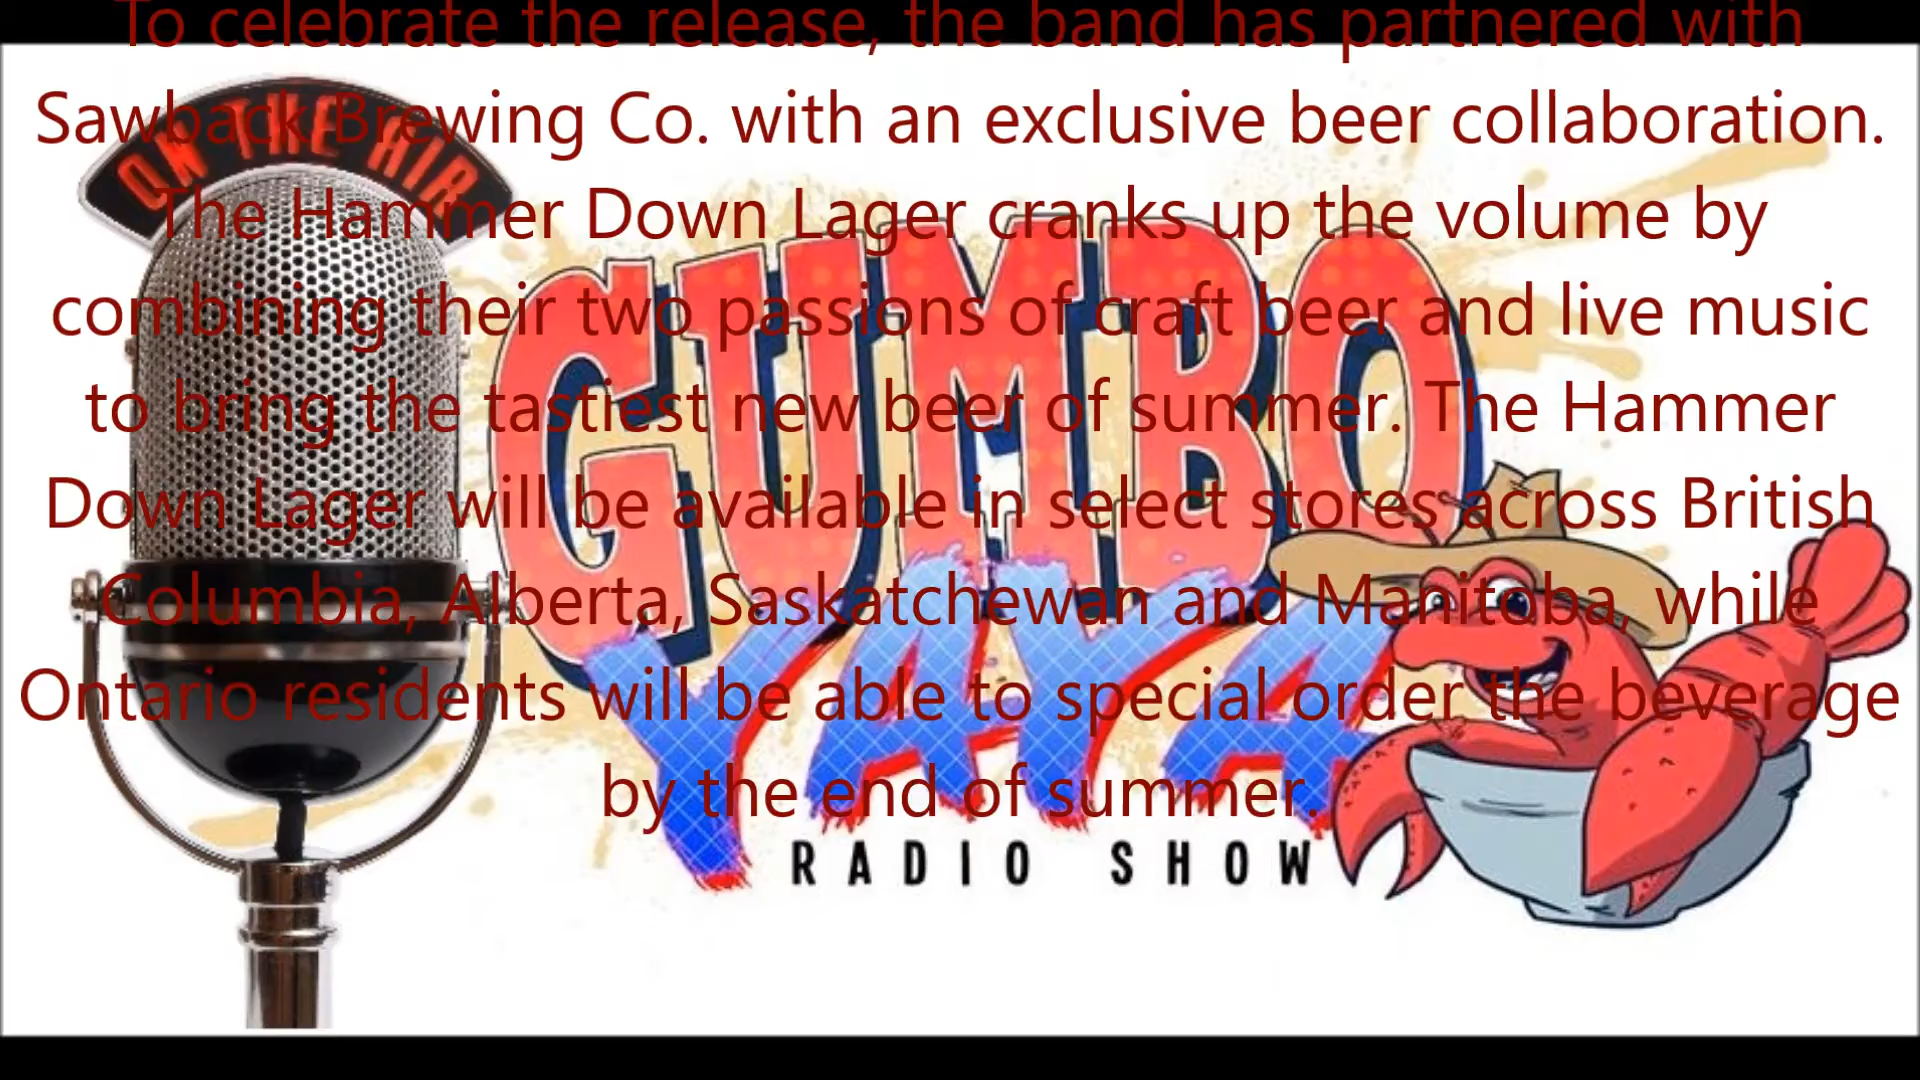 To celebrate the release, the band has partnered with
Sawback Brewing Co. with an exclusive beer collaboration.
The Hammer Down Lager cranks up the volume by
combining their two passions of craft beer and live music
to bring the tastiest new beer of summer. The Hammer
Down Lager will be available in select stores across British
Columbia, Alberta, Saskatchewan and Manitoba, while
Ontario residents will be able to special order the beverage
by the end of summer.
ON THE AIR
GUMBO
YAYA
RADIO SHOW